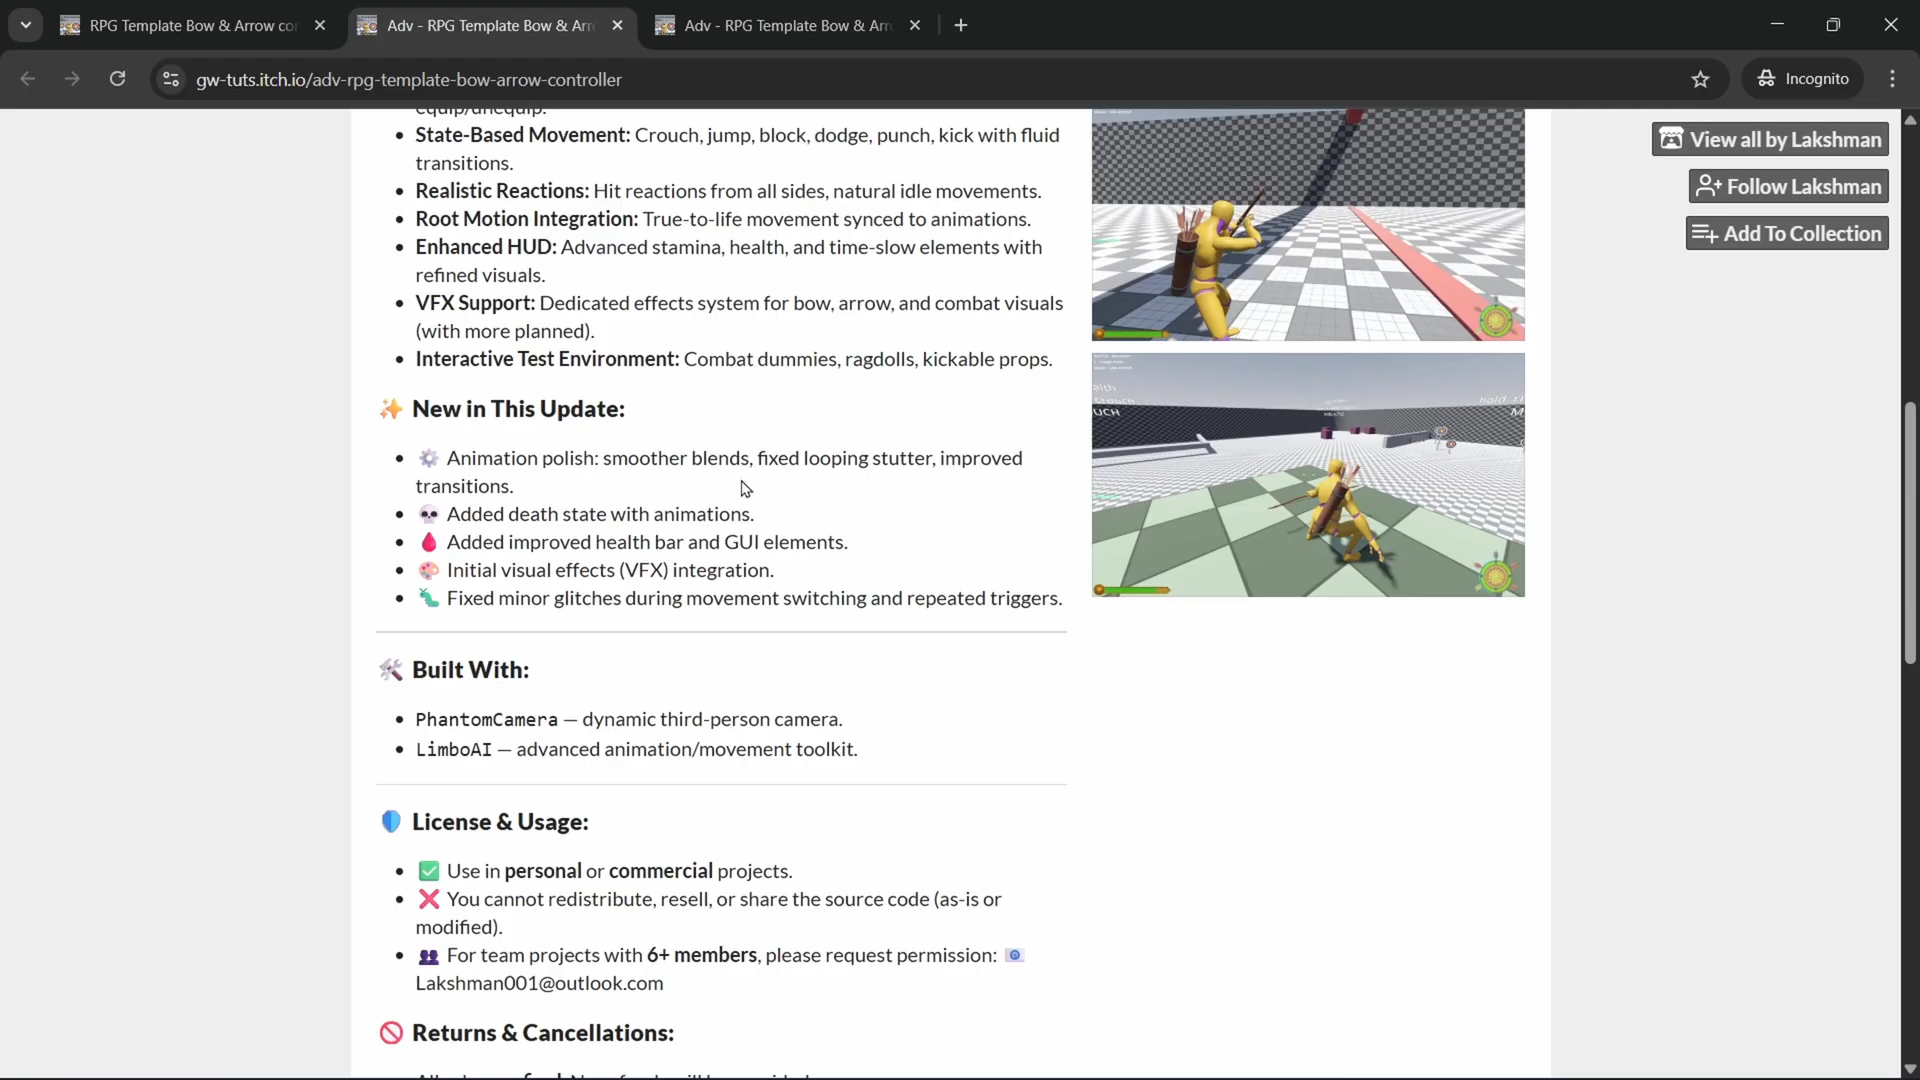 RPG Template Bow & Arrow co
Adv - RPG Template Bow & Arr
Adv - RPG Template Bow & Arr
gw-tuts.itch.io/adv-rpg-template-bow-arrow-controller
Incognito
View all by Lakshman
Follow Lakshman
Add To Collection
equip/unequip.
State-Based Movement: Crouch, jump, block, dodge, punch, kick with fluid
transitions.
Realistic Reactions: Hit reactions from all sides, natural idle movements.
Root Motion Integration: True-to-life movement synced to animations.
Enhanced HUD: Advanced stamina, health, and time-slow elements with
refined visuals.
VFX Support: Dedicated effects system for bow, arrow, and combat visuals
(with more planned).
Interactive Test Environment: Combat dummies, ragdolls, kickable props.
✨ New in This Update:
⚙️ Animation polish: smoother blends, fixed looping stutter, improved
transitions.
💀 Added death state with animations.
🩸 Added improved health bar and GUI elements.
🎨 Initial visual effects (VFX) integration.
🐛 Fixed minor glitches during movement switching and repeated triggers.
🛠️ Built With:
PhantomCamera — dynamic third-person camera.
LimboAI — advanced animation/movement toolkit.
🛡️ License & Usage:
✅ Use in personal or commercial projects.
❌ You cannot redistribute, resell, or share the source code (as-is or
modified).
👥 For team projects with 6+ members, please request permission: 📧
Lakshman001@outlook.com
🚫 Returns & Cancellations: